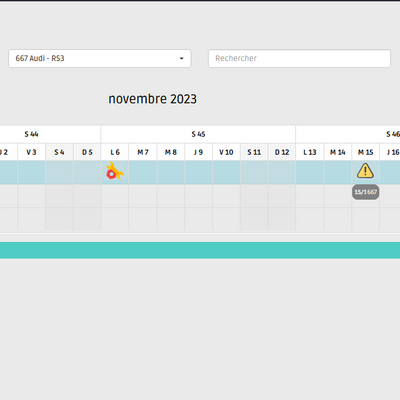 667 Audi - RS3
Rechercher
novembre 2023
S 44 S 45 S 46
J 2 V 3 S 4 D 5 L 6 M 7 M 8 J 9 V 10 S 11 D 12 L 13 M 14 M 15 J 16
15/1667